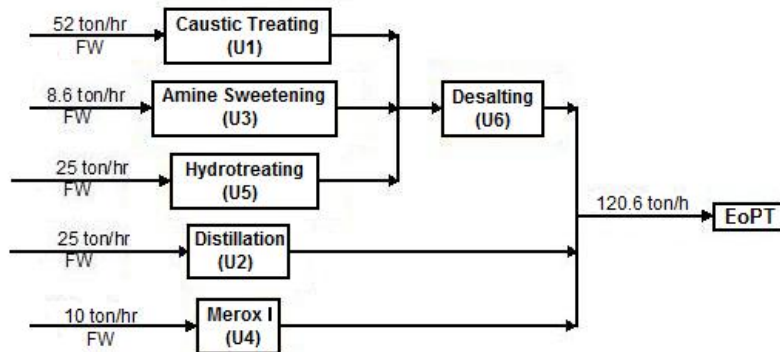 52 ton/hr
FW
Caustic Treating
(U1)
8.6 ton/hr
FW
Amine Sweetening
(U3)
Desalting
(U6)
25 ton/hr
FW
Hydrotreating
(U5)
120.6 ton/h
EoPT
25 ton/hr
FW
Distillation
(U2)
10 ton/hr
FW
Merox I
(U4)